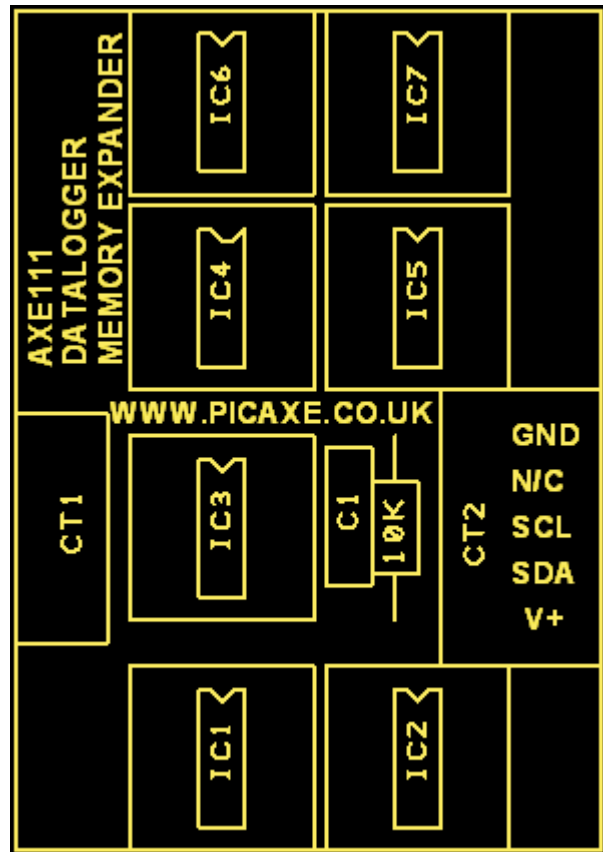 AXE111
DATALOGGER
MEMORY EXPANDER
IC6
IC7
IC4
IC5
WWW.PICAXE.CO.UK
CT1
IC3
C1
10K
CT2
GND
N/C
SCL
SDA
V+
IC1
IC2